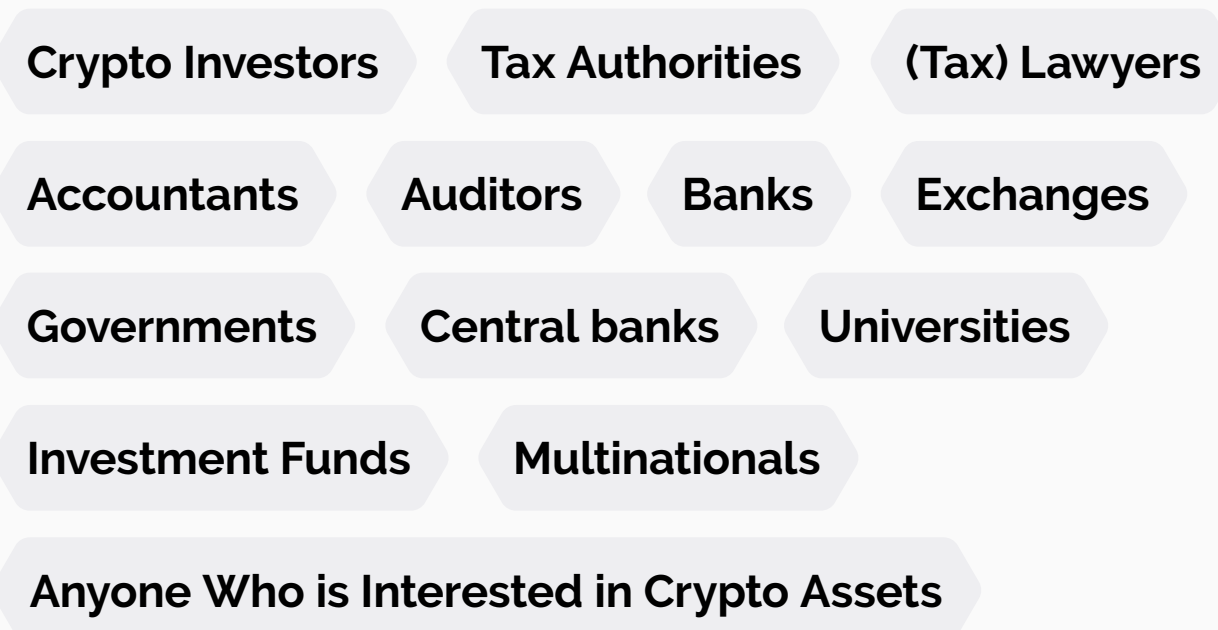 Crypto Investors Tax Authorities (Tax) Lawyers
Accountants Auditors Banks Exchanges
Governments Central banks Universities
Investment Funds Multinationals
Anyone Who is Interested in Crypto Assets